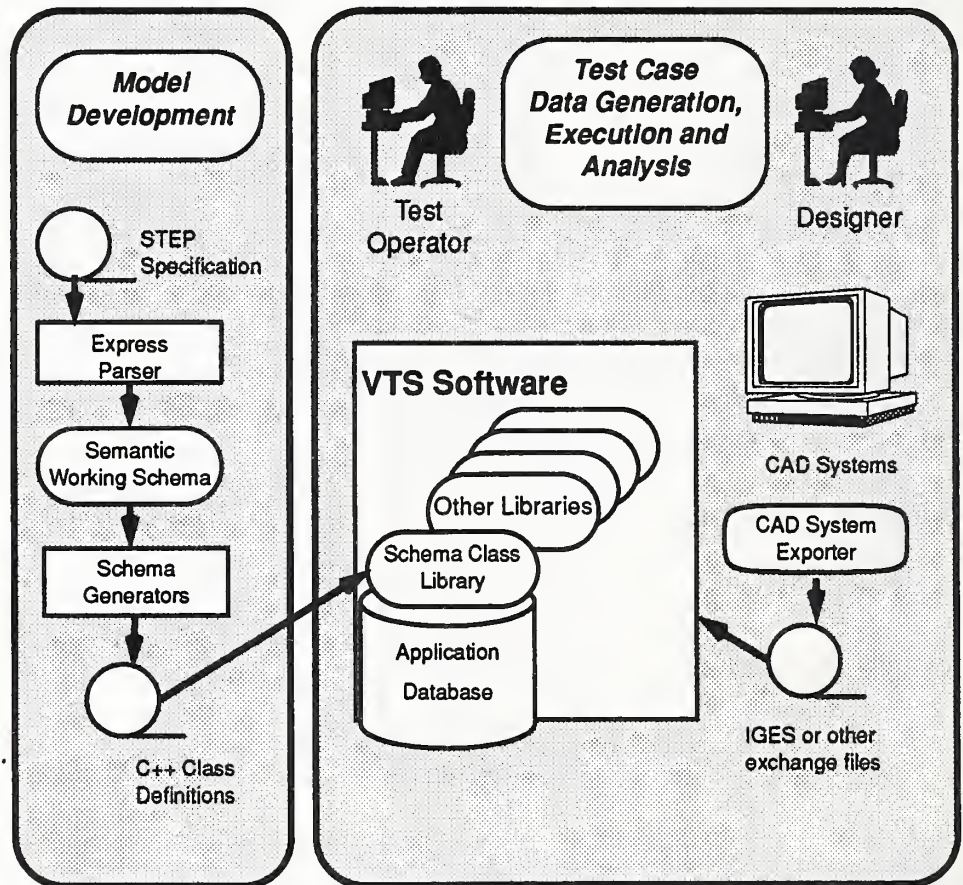 Model
Development
STEP
Specification
Express
Parser
Semantic
Working Schema
Schema
Generators
C++ Class
Definitions
Test Case
Data Generation,
Execution and
Analysis
Test
Operator
Designer
VTS Software
Other Libraries
Schema Class
Library
Application
Database
CAD Systems
CAD System
Exporter
IGES or other
exchange files